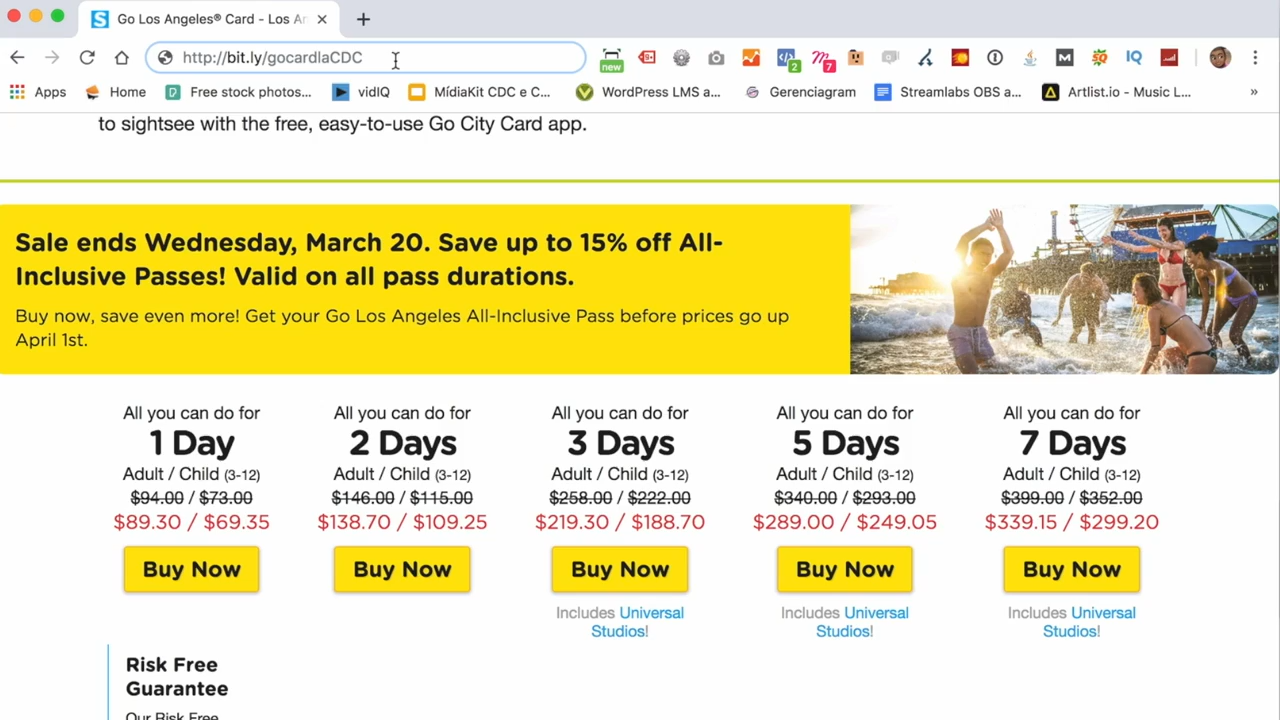 Go Los Angeles® Card - Los An
http://bit.ly/gocardlaCDC
new
2
7
Apps
Home
Free stock photos...
vidIQ
MídiaKit CDC e C...
WordPress LMS a...
Gerenciagram
Streamlabs OBS a...
Artlist.io - Music L...
»
to sightsee with the free, easy-to-use Go City Card app.
Sale ends Wednesday, March 20. Save up to 15% off All-
Inclusive Passes! Valid on all pass durations.
Buy now, save even more! Get your Go Los Angeles All-Inclusive Pass before prices go up
April 1st.
All you can do for
1 Day
Adult / Child (3-12)
$94.00 / $73.00
$89.30 / $69.35
Buy Now
All you can do for
2 Days
Adult / Child (3-12)
$146.00 / $115.00
$138.70 / $109.25
Buy Now
All you can do for
3 Days
Adult / Child (3-12)
$258.00 / $222.00
$219.30 / $188.70
Buy Now
Includes Universal
Studios!
All you can do for
5 Days
Adult / Child (3-12)
$340.00 / $293.00
$289.00 / $249.05
Buy Now
Includes Universal
Studios!
All you can do for
7 Days
Adult / Child (3-12)
$399.00 / $352.00
$339.15 / $299.20
Buy Now
Includes Universal
Studios!
Risk Free
Guarantee
Our Risk Free